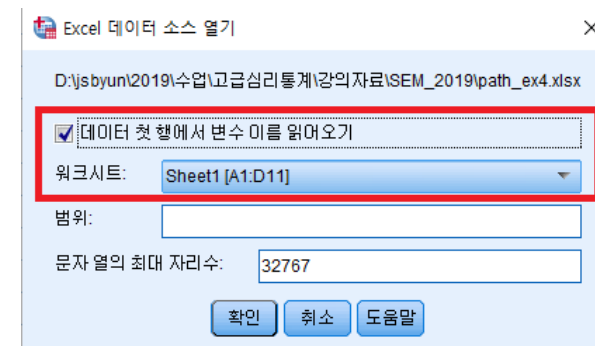 Excel 데이터 소스 열기
D:\jsbyun\2019\수업\고급심리통계\강의자료\SEM_2019\path_ex4.xlsx
데이터 첫 행에서 변수 이름 읽어오기
워크시트: Sheet1 [A1:D11]
범위:
문자 열의 최대 자리수: 32767
확인 취소 도움말